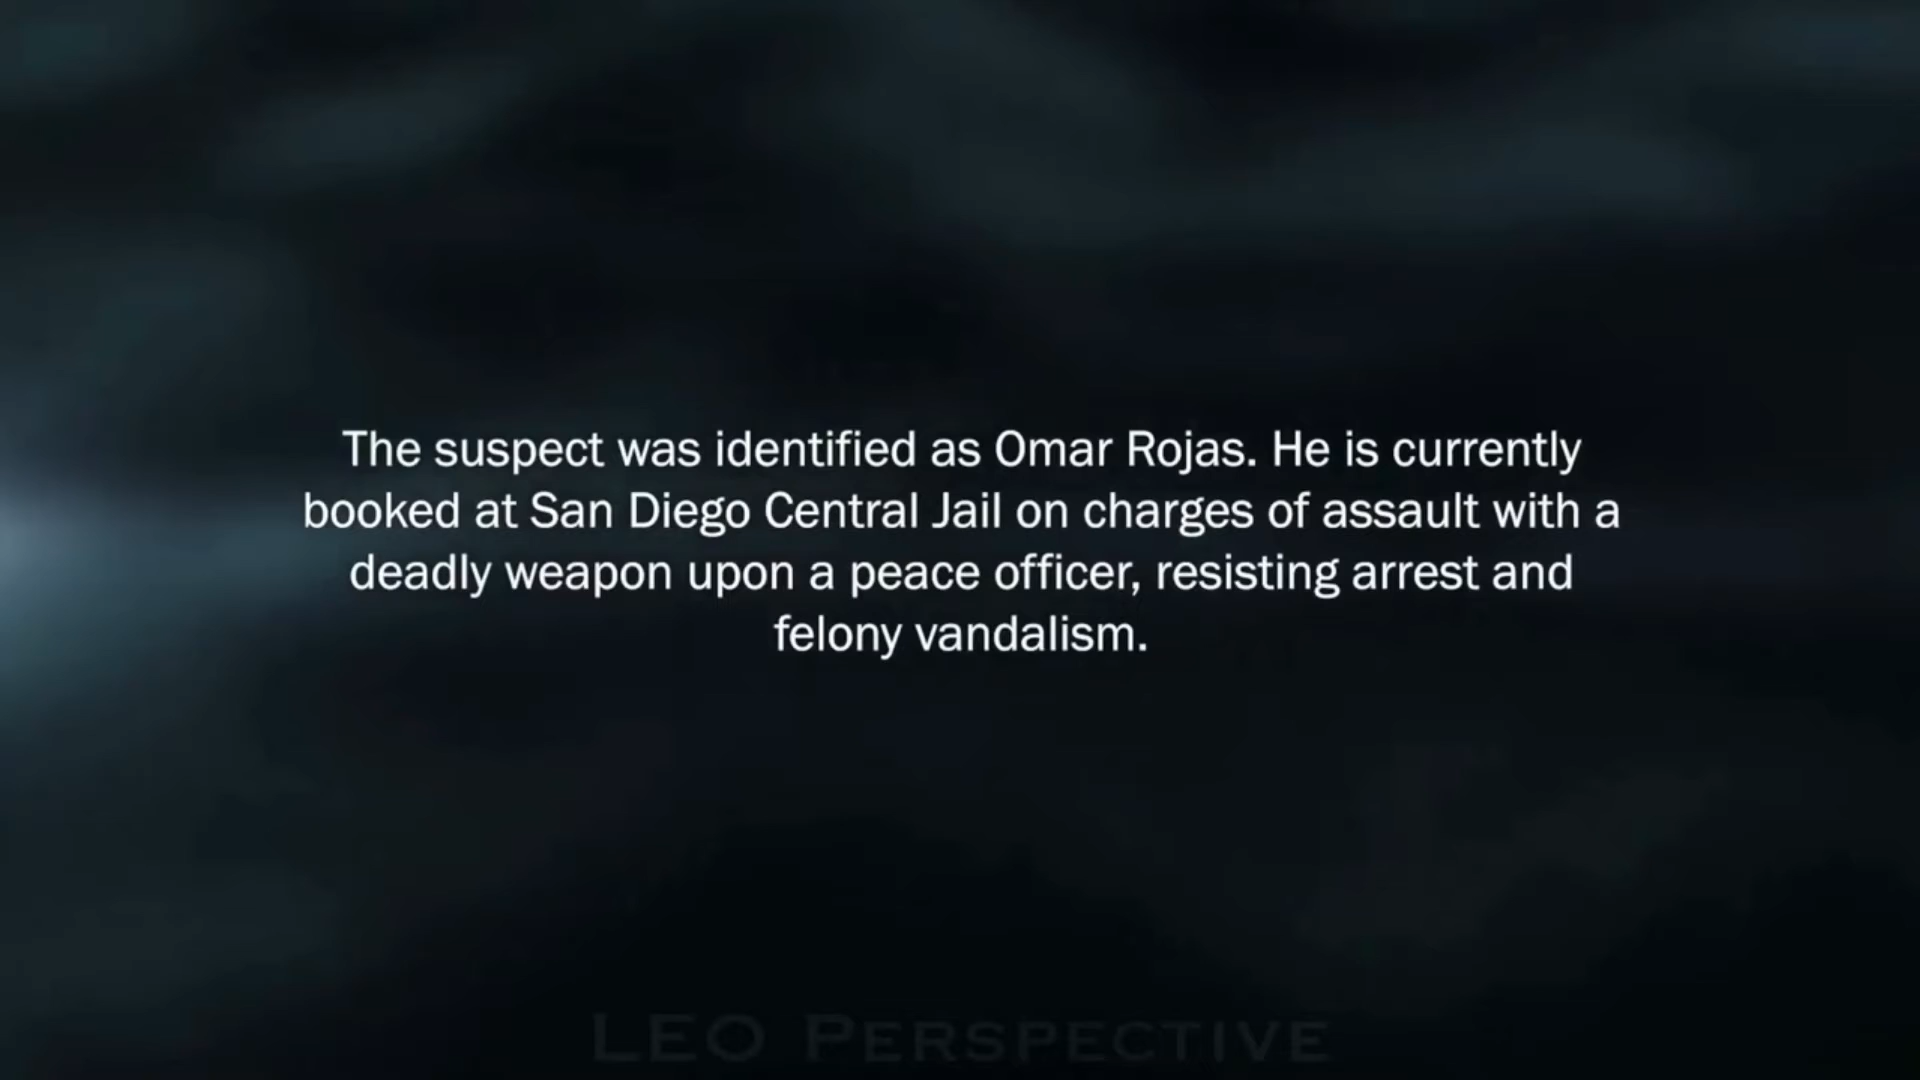 The suspect was identified as Omar Rojas. He is currently
booked at San Diego Central Jail on charges of assault with a
deadly weapon upon a peace officer, resisting arrest and
felony vandalism.
LEO PERSPECTIVE